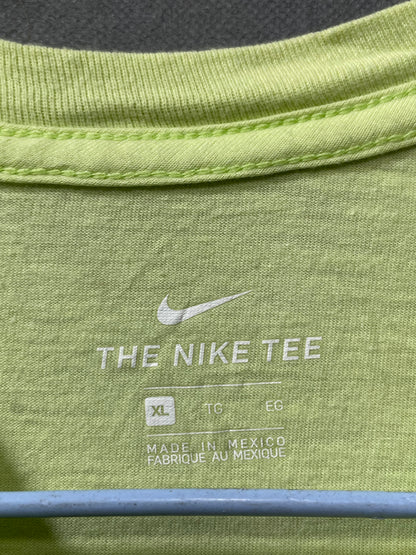 THE NIKE TEE
XL TG EG
MADE IN MEXICO
FABRIQUE AU MEXIQUE